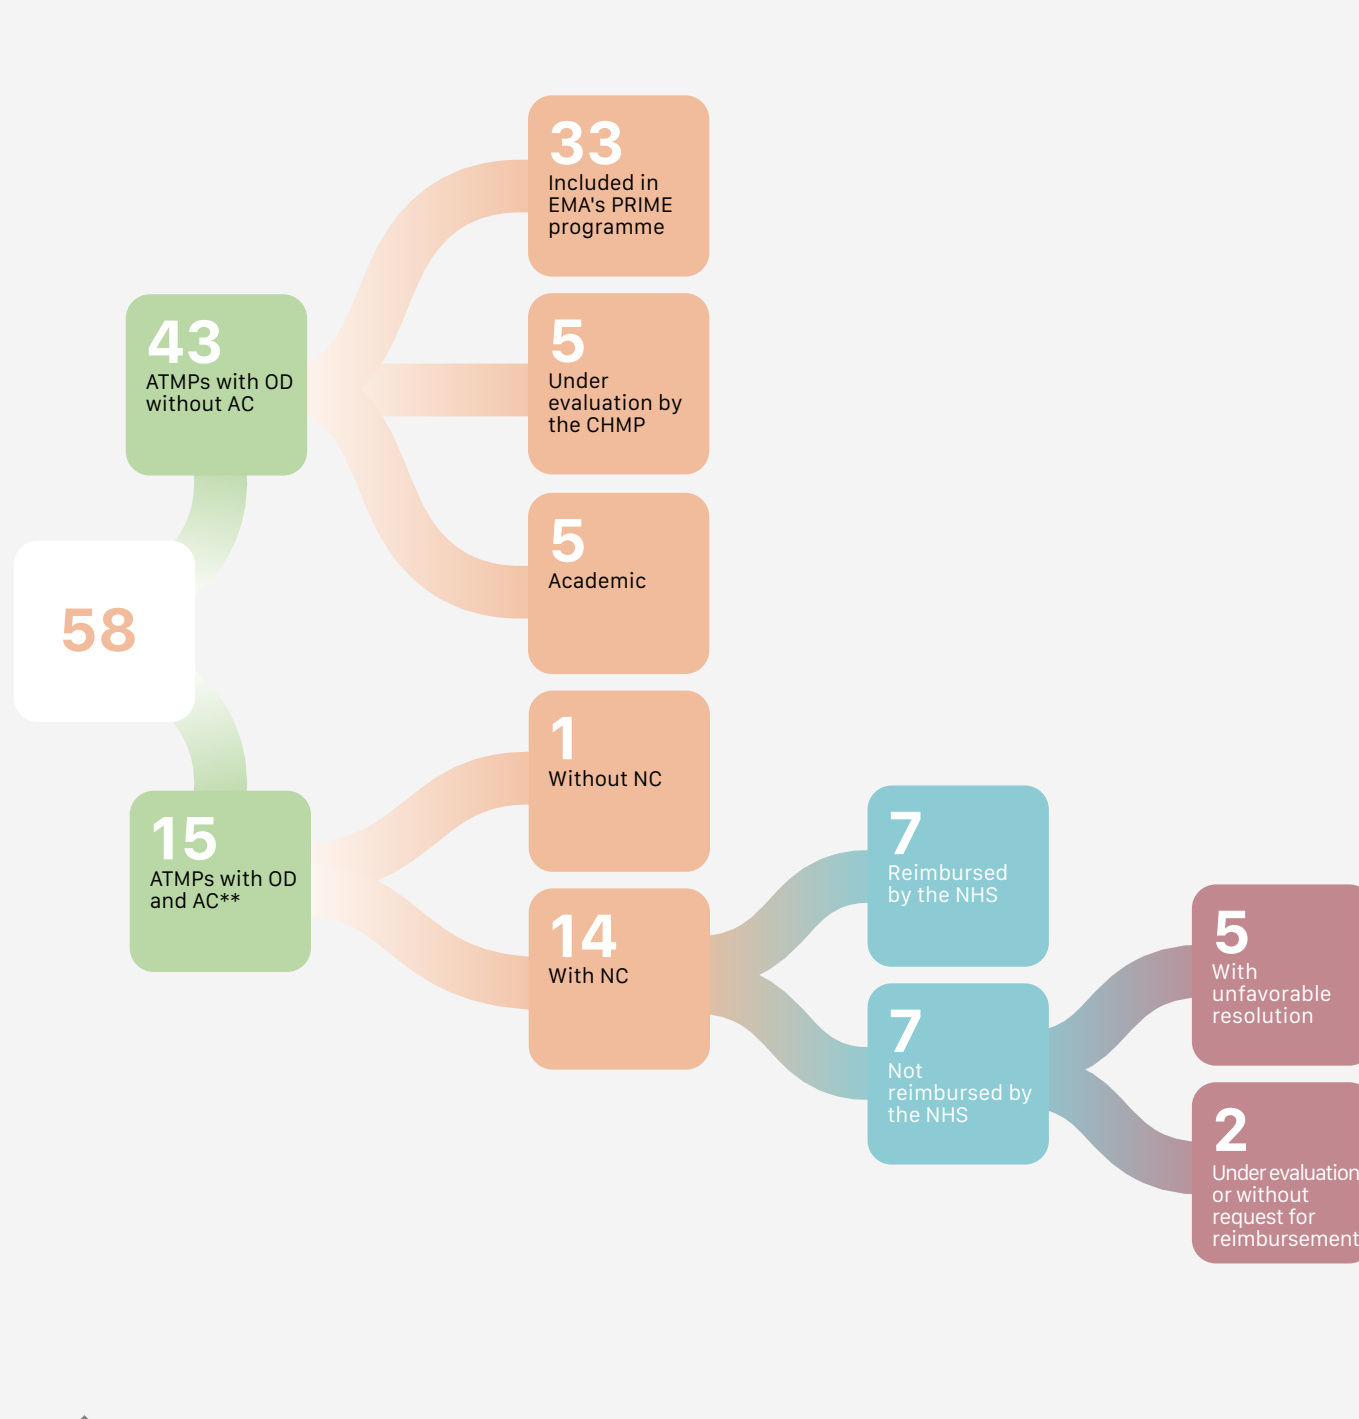 33
Included in
EMA's PRIME
programme
43
ATMPs with OD
without AC
5
Under
evaluation by
the CHMP
5
Academic
58
1
Without NC
15
ATMPs with OD
and AC**
14
With NC
7
Reimbursed
by the NHS
7
Not
reimbursed by
the NHS
5
With
unfavorable
resolution
2
Under evaluation
or without
request for
reimbursement